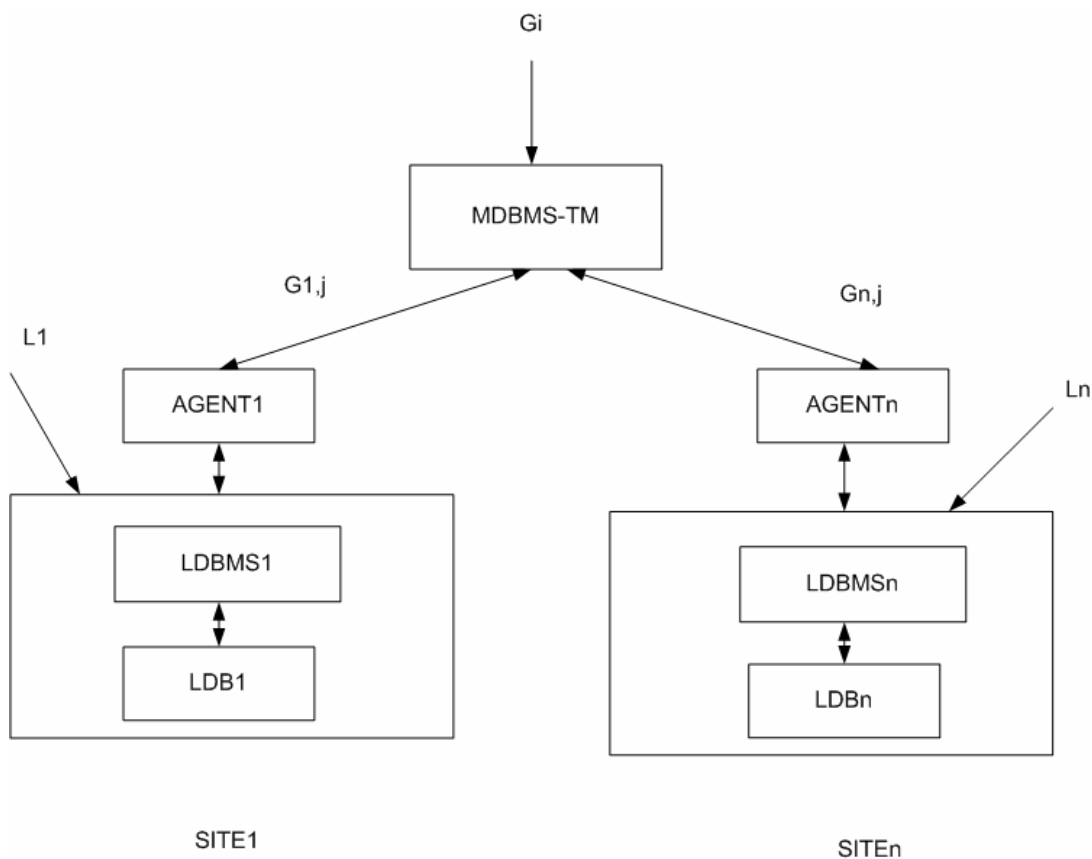 Gi
MDBMS-TM
G1,j
Gn,j
L1
AGENT1
AGENTn
Ln
LDBMS1
LDBMSn
LDB1
LDBn
SITE1
SITEn